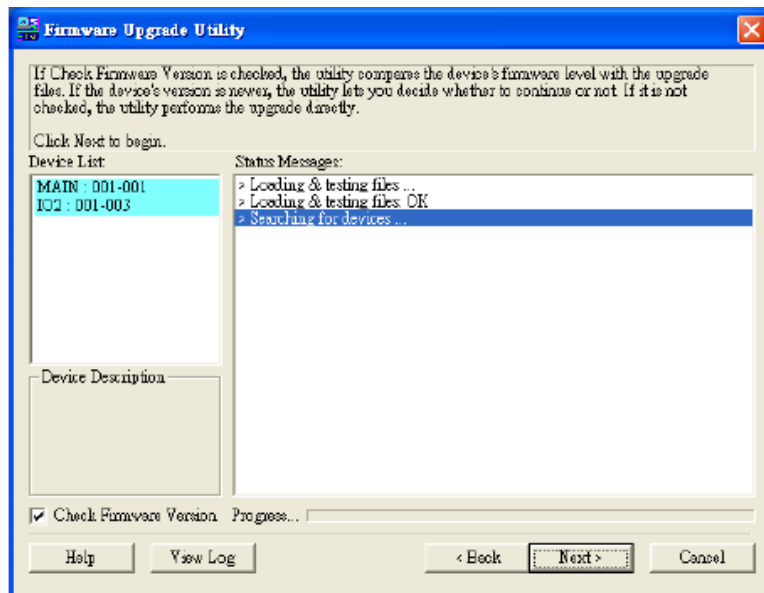 Firmware Upgrade Utility
If Check Firmware Version is checked, the utility compares the device's firmware level with the upgrade
files. If the device's version is newer, the utility lets you decide whether to continue or not. If it is not
checked, the utility performs the upgrade directly.
Click Next to begin.
Device List:
MAIN : 001-001
IO2 : 001-003
Status Messages:
> Loading & testing files ...
> Loading & testing files: OK
> Searching for devices ...
Device Description
Check Firmware Version
Progress...
Help
View Log
< Back
Next >
Cancel